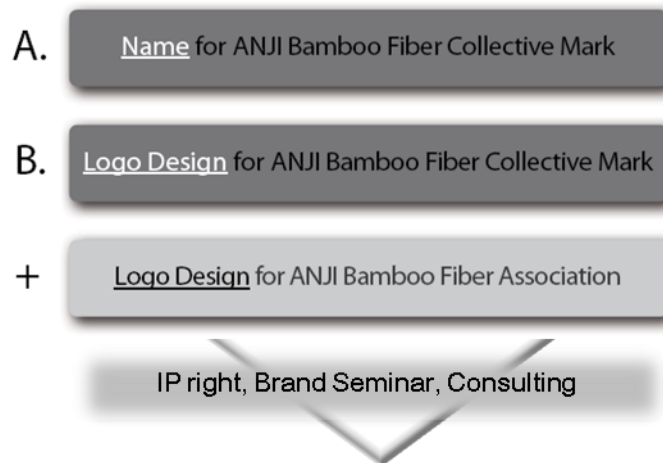 A. Name for ANJI Bamboo Fiber Collective Mark
B. Logo Design for ANJI Bamboo Fiber Collective Mark
+ Logo Design for ANJI Bamboo Fiber Association
IP right, Brand Seminar, Consulting